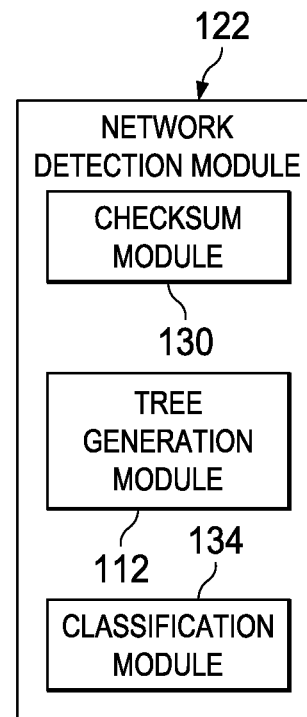 122
NETWORK
DETECTION MODULE
CHECKSUM
MODULE
130
TREE
GENERATION
MODULE
112
134
CLASSIFICATION
MODULE